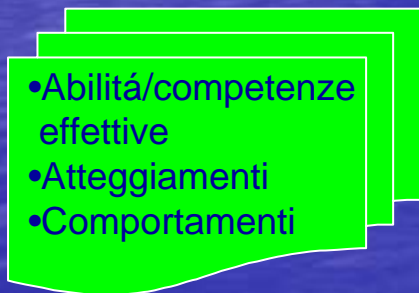 •Abilitá/competenze
effettive
•Atteggiamenti
•Comportamenti